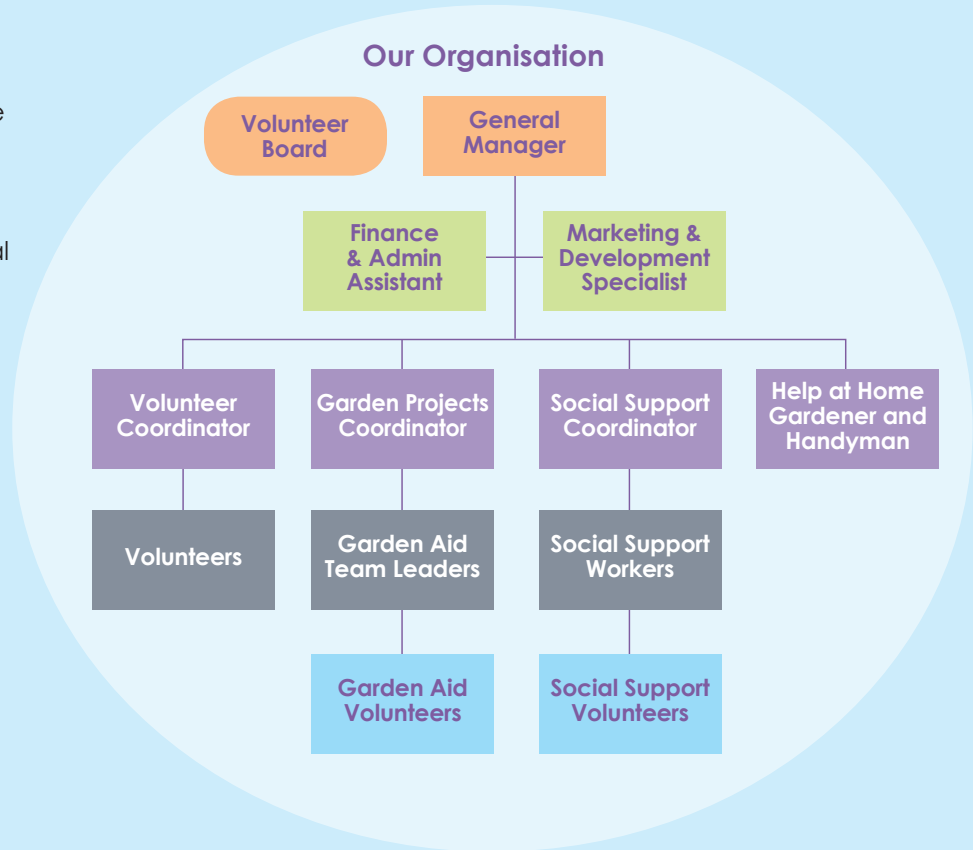 Our Organisation
Volunteer
Board
General
Manager
Finance
& Admin
Assistant
Marketing &
Development
Specialist
Volunteer
Coordinator
Garden Projects
Coordinator
Social Support
Coordinator
Help at Home
Gardener and
Handyman
Volunteers
Garden Aid
Team Leaders
Social Support
Workers
Garden Aid
Volunteers
Social Support
Volunteers